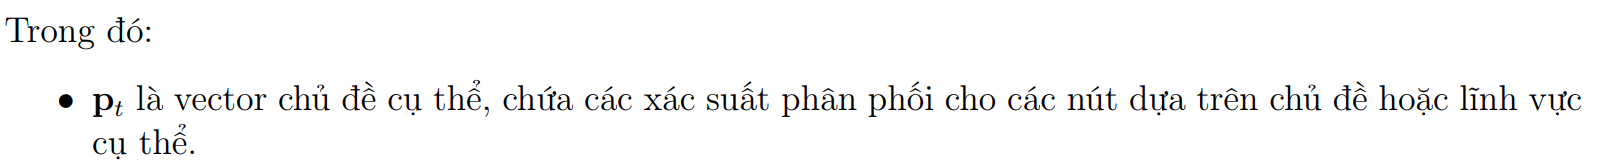 Trong đó:
• pₜ là vector chủ đề cụ thể, chứa các xác suất phân phối cho các nút dựa trên chủ đề hoặc lĩnh vực
cụ thể.